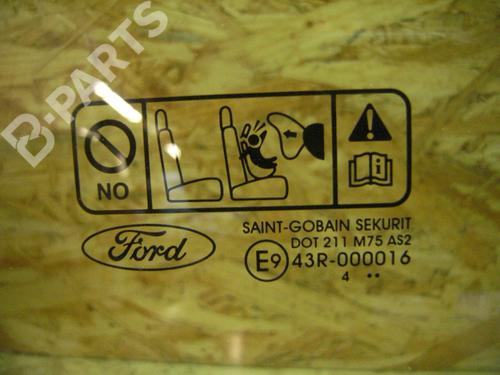 B-PARTS
NO
Ford
SAINT-GOBAIN SEKURIT
DOT 211 M75 AS2
E9 43R-000016
4 ••